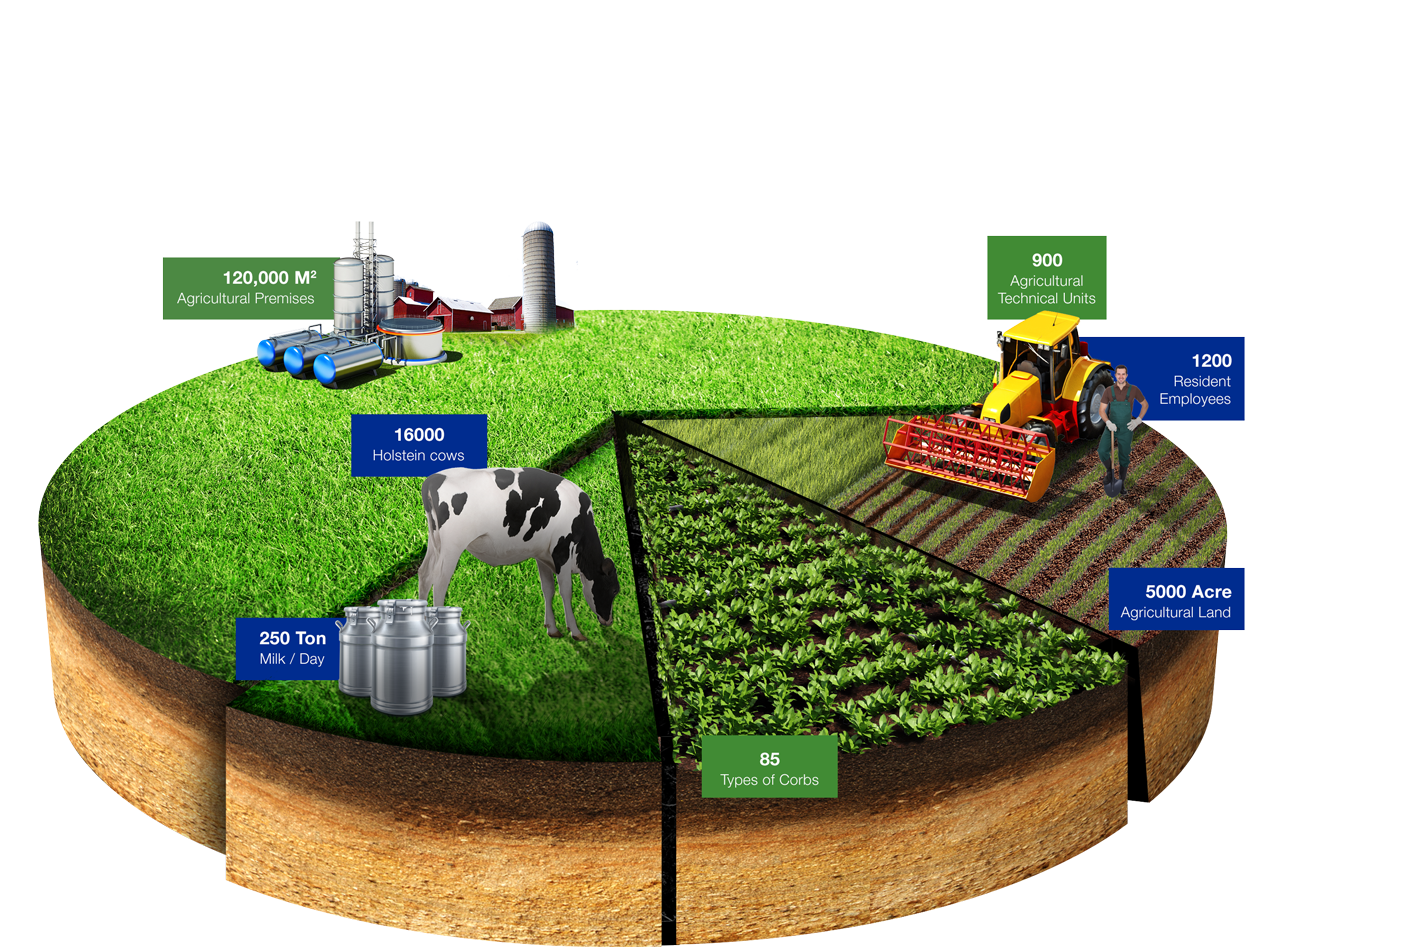 120,000 M²
Agricultural Premises
900
Agricultural
Technical Units
1200
Resident
Employees
16000
Holstein cows
5000 Acre
Agricultural Land
250 Ton
Milk / Day
85
Types of Corbs